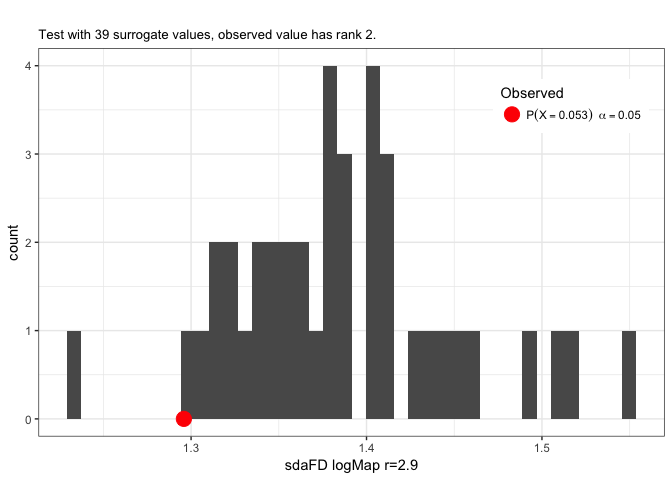 Test with 39 surrogate values, observed value has rank 2.
Observed
P(X = 0.053) α = 0.05
4
3
2
1
0
count
1.3 1.4 1.5
sdaFD logMap r=2.9